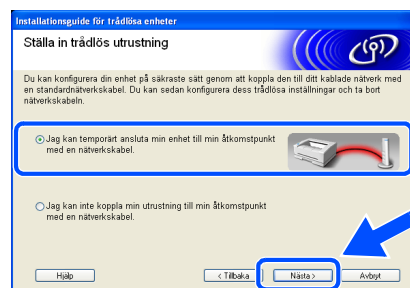 Installationsguide för trådlösa enheter
Ställa in trådlös utrustning
Du kan konfigurera din enhet på säkraste sätt genom att koppla den till ditt kablade nätverk med
en standardnätverkskabel. Du kan sedan konfigurera dess trådlösa inställningar och ta bort
nätverkskabeln.
Jag kan temporärt ansluta min enhet till min åtkomstpunkt
med en nätverkskabel.
Jag kan inte koppla min utrustning till min åtkomstpunkt
med en nätverkskabel.
Hjälp < Tillbaka Nästa > Avbryt